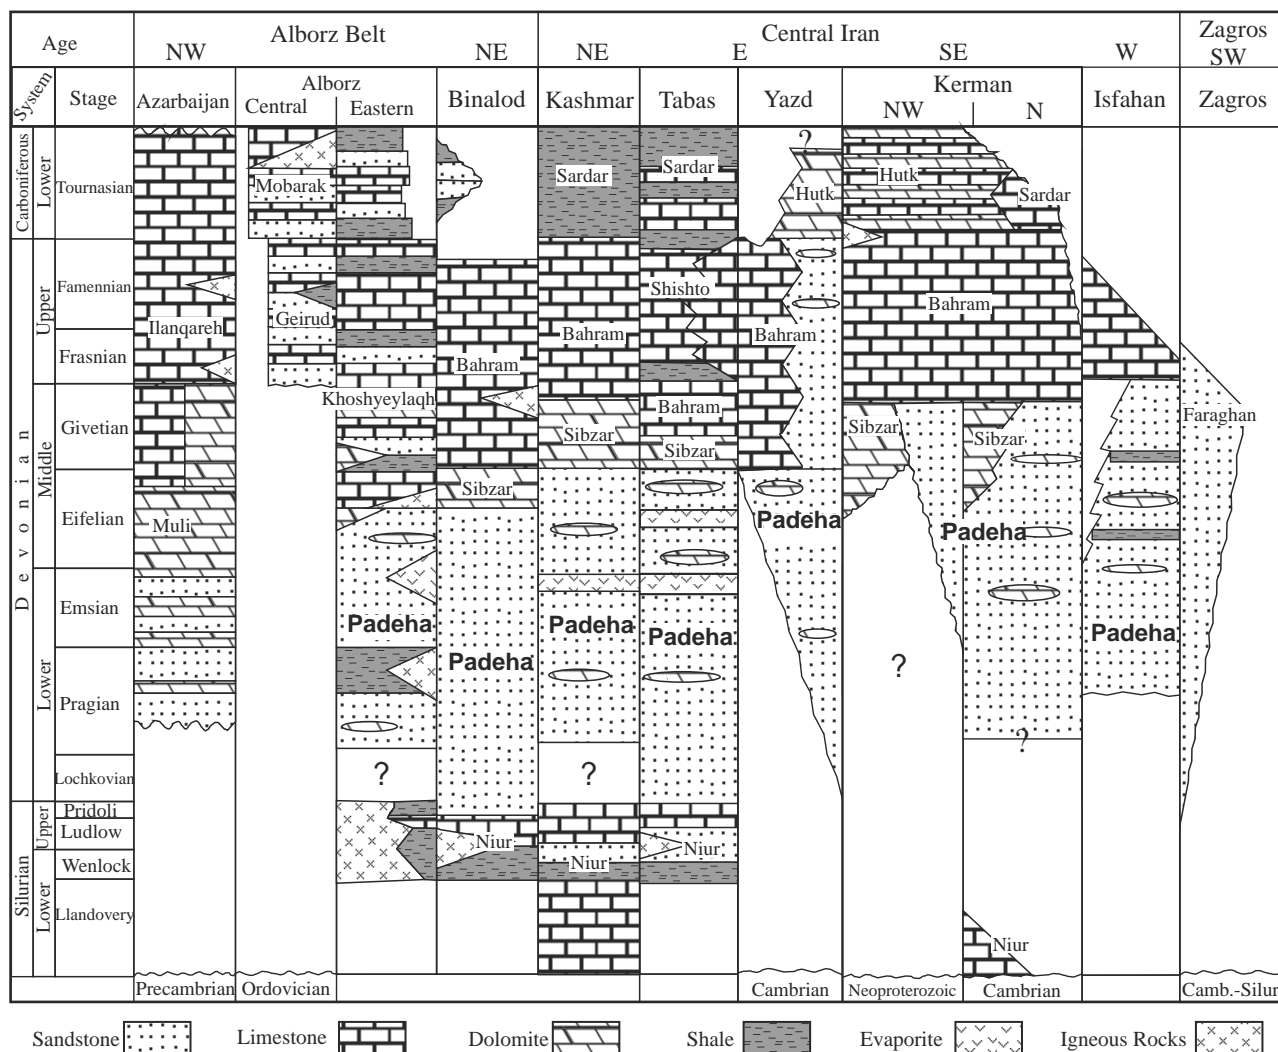 Age
Alborz Belt
Central Iran
Zagros
NW
NE
NE
E
SE
W
SW
System
Stage
Azarbaijan
Alborz
Central
Eastern
Binalod
Kashmar
Tabas
Yazd
Kerman
NW
N
Isfahan
Zagros
Carboniferous
Lower
Tournasian
Mobarak
Sardar
Sardar
?
Hutk
Hutk
Sardar
Devonian
Upper
Famennian
Frasnian
Ilanqareh
Geirud
Bahram
Bahram
Shishto
Bahram
Bahram
Middle
Givetian
Eifelian
Khoshyeylaqh
Sibzar
Bahram
Sibzar
Sibzar
Sibzar
Faraghan
Muli
Sibzar
Padeha
Padeha
Lower
Emsian
Pragian
Lochkovian
Padeha
Padeha
Padeha
Padeha
Padeha
?
?
?
?
Silurian
Upper
Pridoli
Ludlow
Lower
Wenlock
Llandovery
Niur
Niur
Niur
Niur
Precambrian
Ordovician
Cambrian
Neoproterozoic
Cambrian
Camb.-Silur
Sandstone
Limestone
Dolomite
Shale
Evaporite
Igneous Rocks